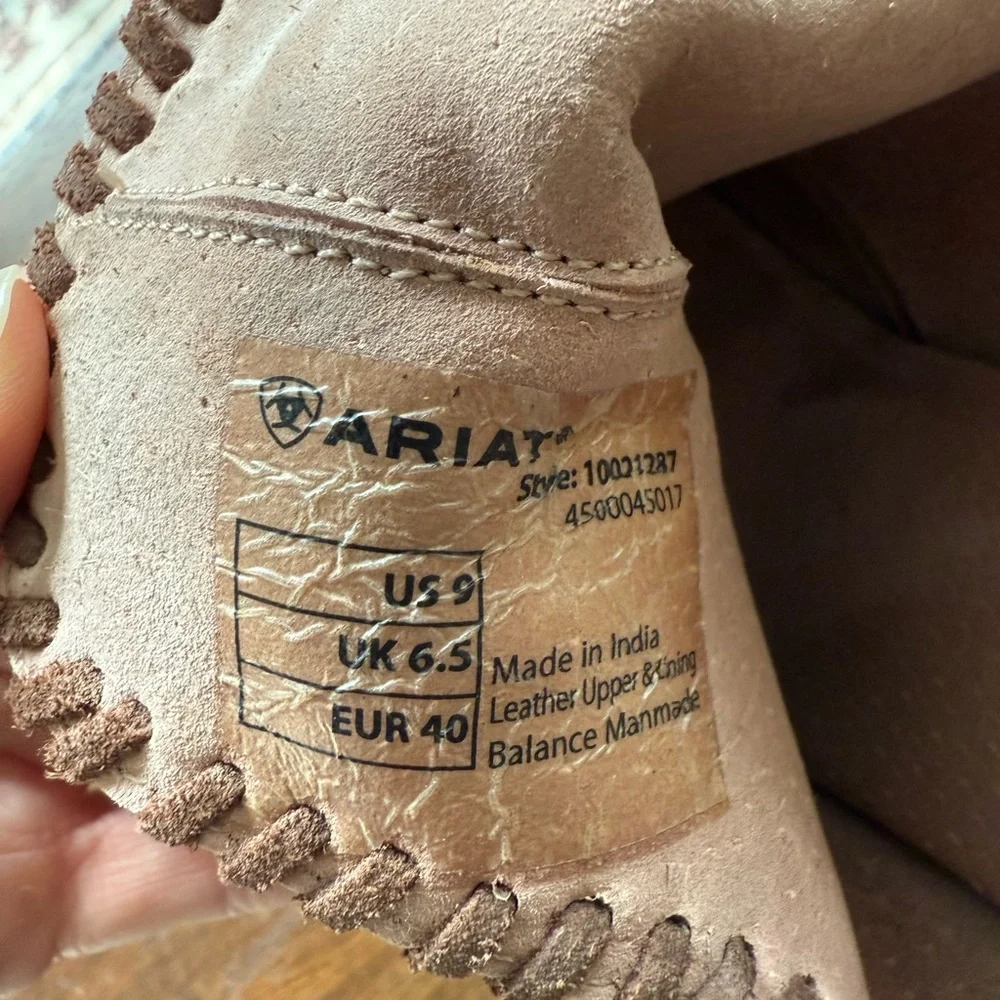 ARIAT
Style: 10021287
4500045017
US 9
UK 6.5
EUR 40
Made in India
Leather Upper & Lining
Balance Manmade